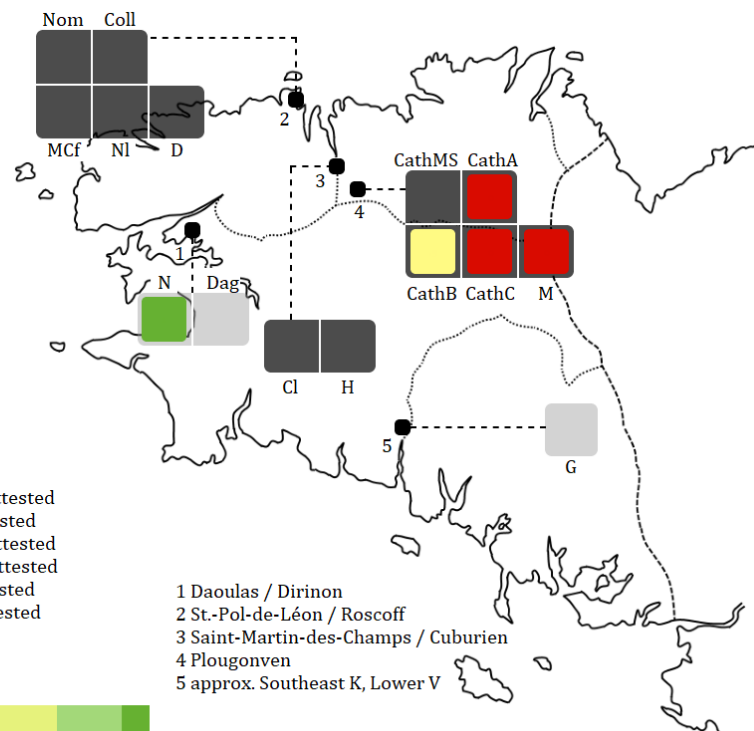 Nom Coll
2
MCf Nl D
3
CathMS CathA
4
1
N Dag
CathB CathC M
Cl H
5
G
1 Daoulas / Dirinon
2 St.-Pol-de-Léon / Roscoff
3 Saint-Martin-des-Champs / Cuburien
4 Plougonven
5 approx. Southeast K, Lower V